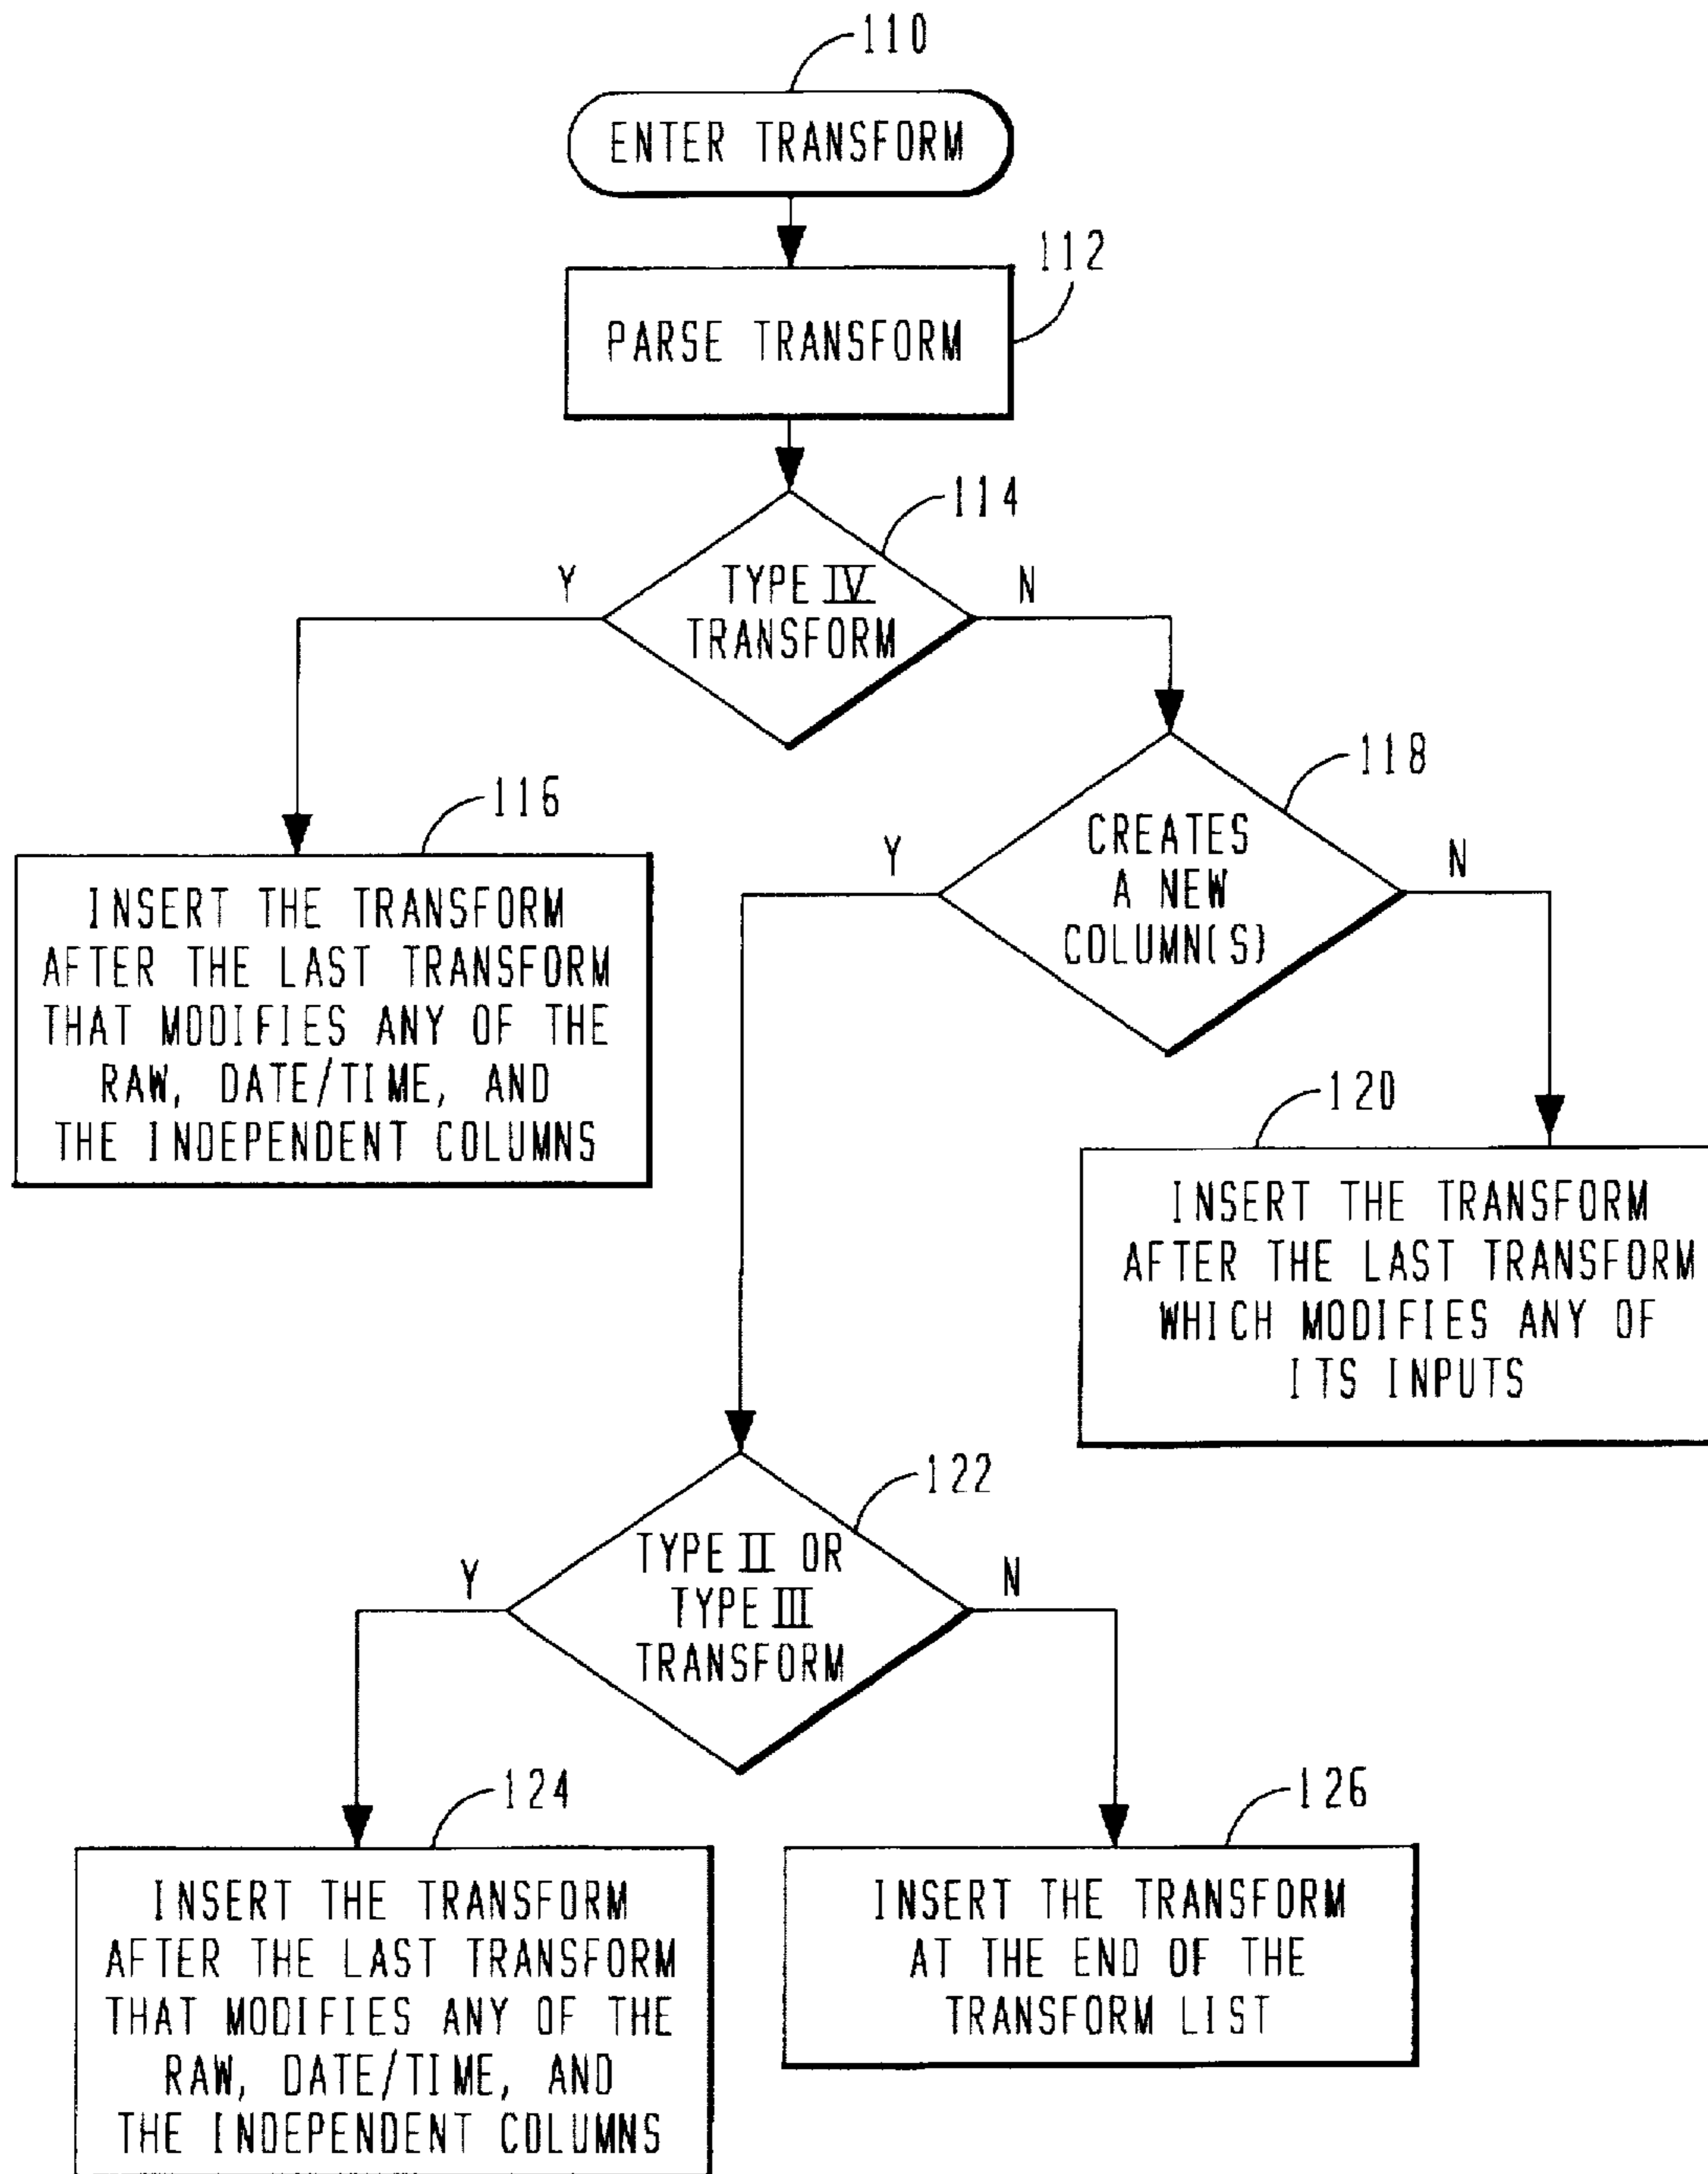 110
ENTER TRANSFORM
112
PARSE TRANSFORM
114
TYPE IV
TRANSFORM
Y
N
116
INSERT THE TRANSFORM
AFTER THE LAST TRANSFORM
THAT MODIFIES ANY OF THE
RAW, DATE/TIME, AND
THE INDEPENDENT COLUMNS
118
CREATES
A NEW
COLUMN(S)
Y
N
120
INSERT THE TRANSFORM
AFTER THE LAST TRANSFORM
WHICH MODIFIES ANY OF
ITS INPUTS
122
TYPE II OR
TYPE III
TRANSFORM
Y
N
124
INSERT THE TRANSFORM
AFTER THE LAST TRANSFORM
THAT MODIFIES ANY OF THE
RAW, DATE/TIME, AND
THE INDEPENDENT COLUMNS
126
INSERT THE TRANSFORM
AT THE END OF THE
TRANSFORM LIST